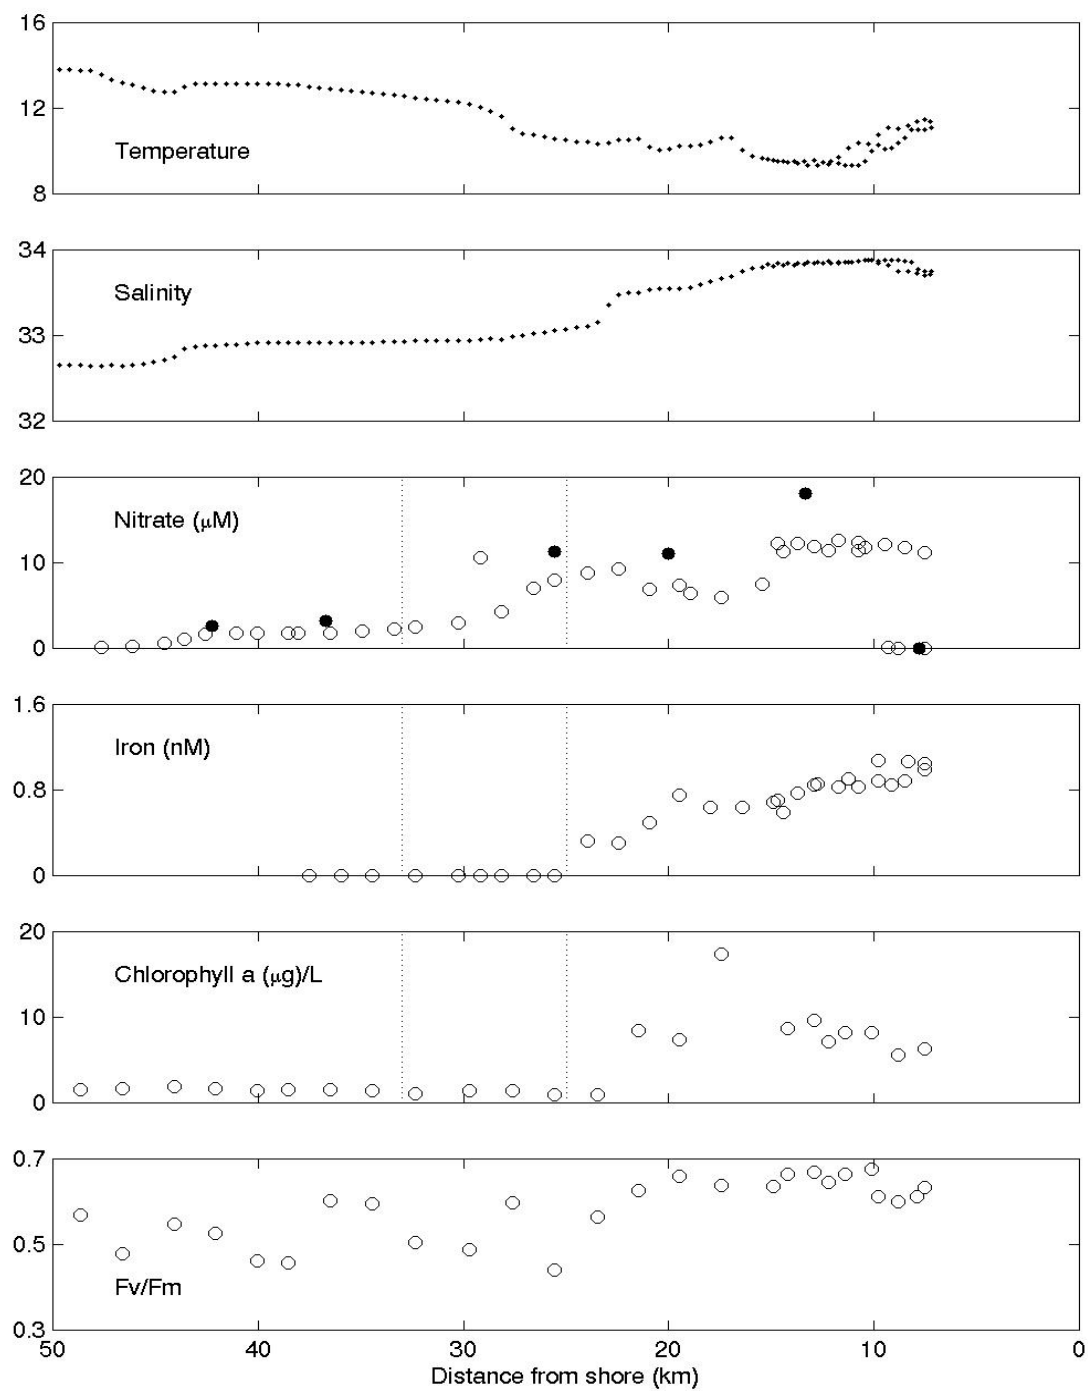 16
12
8
Temperature
34
33
32
Salinity
20
10
0
Nitrate (μM)
1.6
0.8
0
Iron (nM)
20
10
0
Chlorophyll a (μg)/L
0.7
0.5
0.3
Fv/Fm
50 40 30 20 10 0
Distance from shore (km)